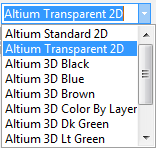 Altium Transparent 2D
Altium Standard 2D
Altium Transparent 2D
Altium 3D Black
Altium 3D Blue
Altium 3D Brown
Altium 3D Color By Layer
Altium 3D Dk Green
Altium 3D Lt Green